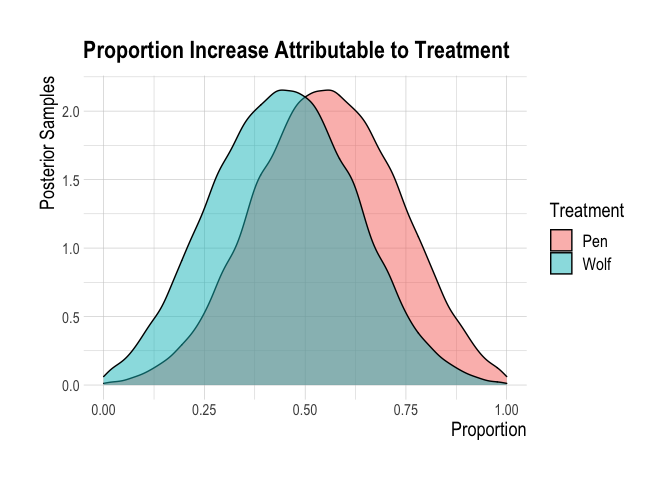 Proportion Increase Attributable to Treatment
Posterior Samples
2.0
1.5
1.0
0.5
0.0
0.00 0.25 0.50 0.75 1.00
Proportion
Treatment
Pen
Wolf